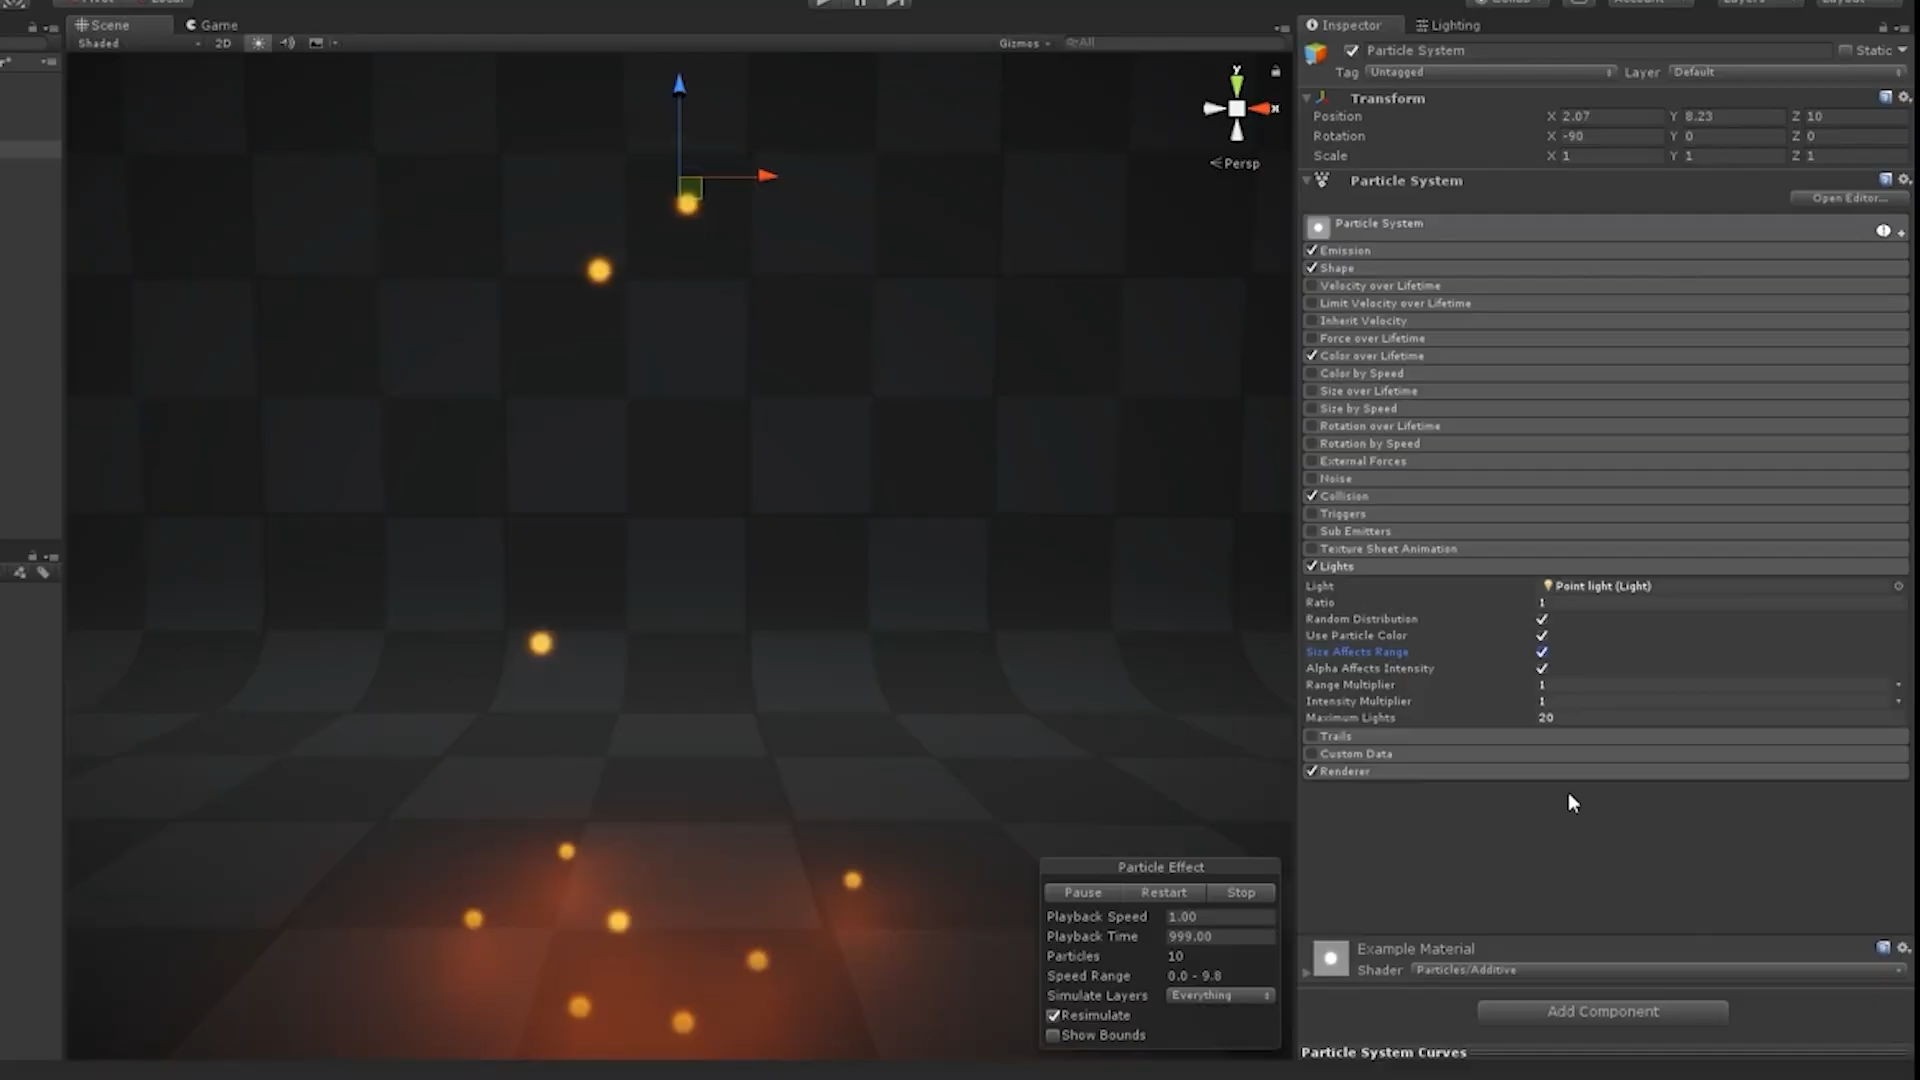 Pivot Local
Collab Account Layers Layout
Scene Game
Shaded 2D Gizmos All
y
x
Persp
Inspector Lighting
Particle System Static
Tag Untagged Layer Default
Transform
Position X 2.07 Y 8.23 Z 10
Rotation X -90 Y 0 Z 0
Scale X 1 Y 1 Z 1
Particle System
Open Editor...
Particle System
Emission
Shape
Velocity over Lifetime
Limit Velocity over Lifetime
Inherit Velocity
Force over Lifetime
Color over Lifetime
Color by Speed
Size over Lifetime
Size by Speed
Rotation over Lifetime
Rotation by Speed
External Forces
Noise
Collision
Triggers
Sub Emitters
Texture Sheet Animation
Lights
Light Point light (Light)
Ratio 1
Random Distribution
Use Particle Color
Size Affects Range
Alpha Affects Intensity
Range Multiplier 1
Intensity Multiplier 1
Maximum Lights 20
Trails
Custom Data
Renderer
Particle Effect
Pause Restart Stop
Playback Speed 1.00
Playback Time 999.00
Particles 10
Speed Range 0.0 - 9.8
Simulate Layers Everything
Resimulate
Show Bounds
Example Material
Shader Particles/Additive
Add Component
Particle System Curves